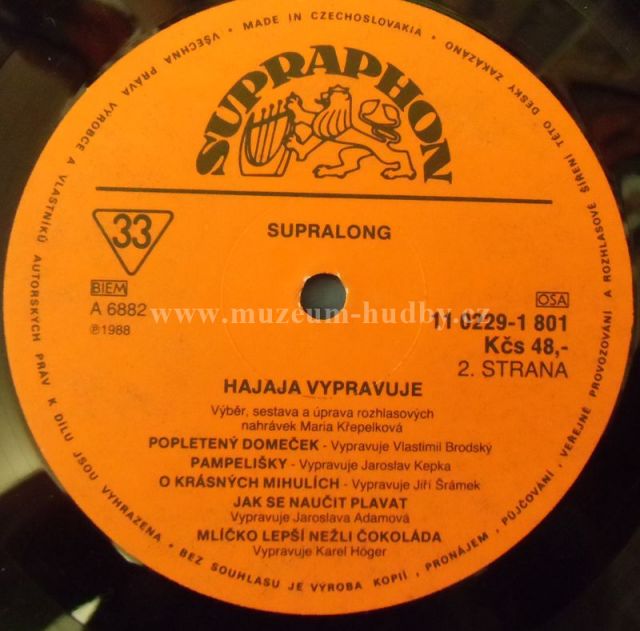 VŠECHNA PRÁVA VÝROBCE A VLASTNÍKŮ AUTORSKÝCH PRÁV K DÍLU JSOU VYHRAZENA • BEZ SOUHLASU JE VÝROBA KOPIÍ, PRONÁJEM, PŮJČOVÁNÍ, VEŘEJNÉ PROVOZOVÁNÍ A ROZHLASOVÉ ŠÍŘENÍ TÉTO DESKY ZAKÁZÁNO • MADE IN CZECHOSLOVAKIA •
SUPRAPHON
33
SUPRALONG
BIEM
A 6882
℗1988
OSA
11 0229-1 801
Kčs 48,-
2. STRANA
www.muzeum-hudby.cz
HAJAJA VYPRAVUJE
Výběr, sestava a úprava rozhlasových
nahrávek Maria Křepelková
POPLETENÝ DOMEČEK - Vypravuje Vlastimil Brodský
PAMPELIŠKY - Vypravuje Jaroslav Kepka
O KRÁSNÝCH MIHULÍCH - Vypravuje Jiří Šrámek
JAK SE NAUČIT PLAVAT
Vypravuje Jaroslava Adamová
MLÍČKO LEPŠÍ NEŽLI ČOKOLÁDA
Vypravuje Karel Höger